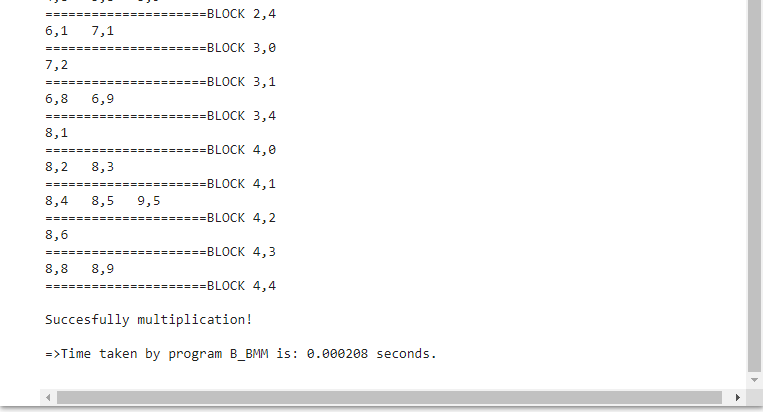 =====================BLOCK 2,4
6,1   7,1
=====================BLOCK 3,0
7,2
=====================BLOCK 3,1
6,8   6,9
=====================BLOCK 3,4
8,1
=====================BLOCK 4,0
8,2   8,3
=====================BLOCK 4,1
8,4   8,5   9,5
=====================BLOCK 4,2
8,6
=====================BLOCK 4,3
8,8   8,9
=====================BLOCK 4,4
Succesfully multiplication!
=>Time taken by program B_BMM is: 0.000208 seconds.